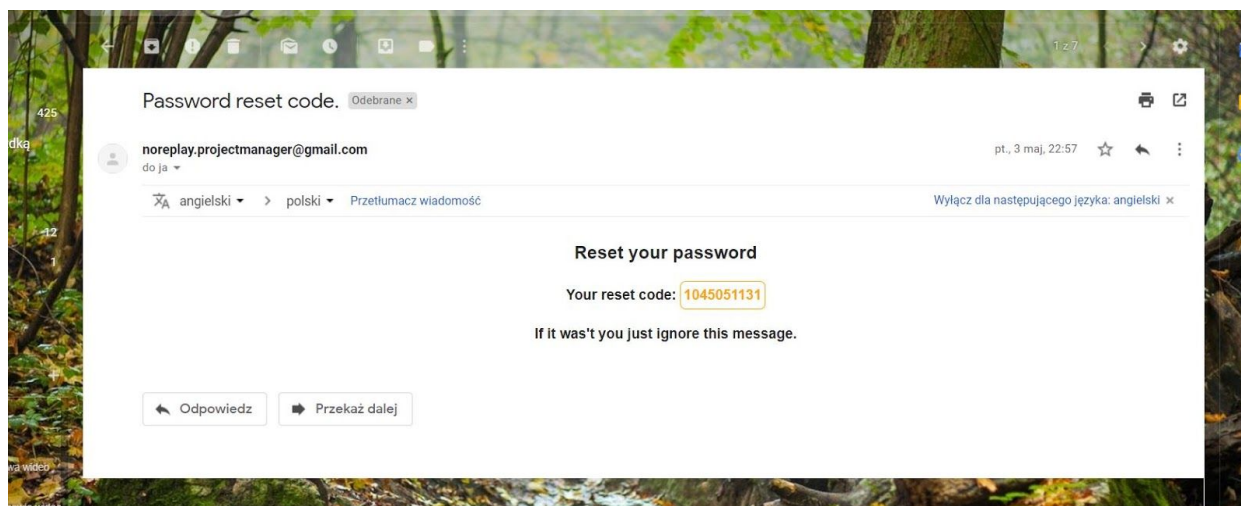 1 z 7
Password reset code. Odebrane ×
425
dką
noreplay.projectmanager@gmail.com
pt., 3 maj, 22:57
do ja
angielski > polski Przetłumacz wiadomość
Wyłącz dla następującego języka: angielski ×
12
1
Reset your password
Your reset code: 1045051131
If it was't you just ignore this message.
Odpowiedz
Przekaż dalej
wa wideo